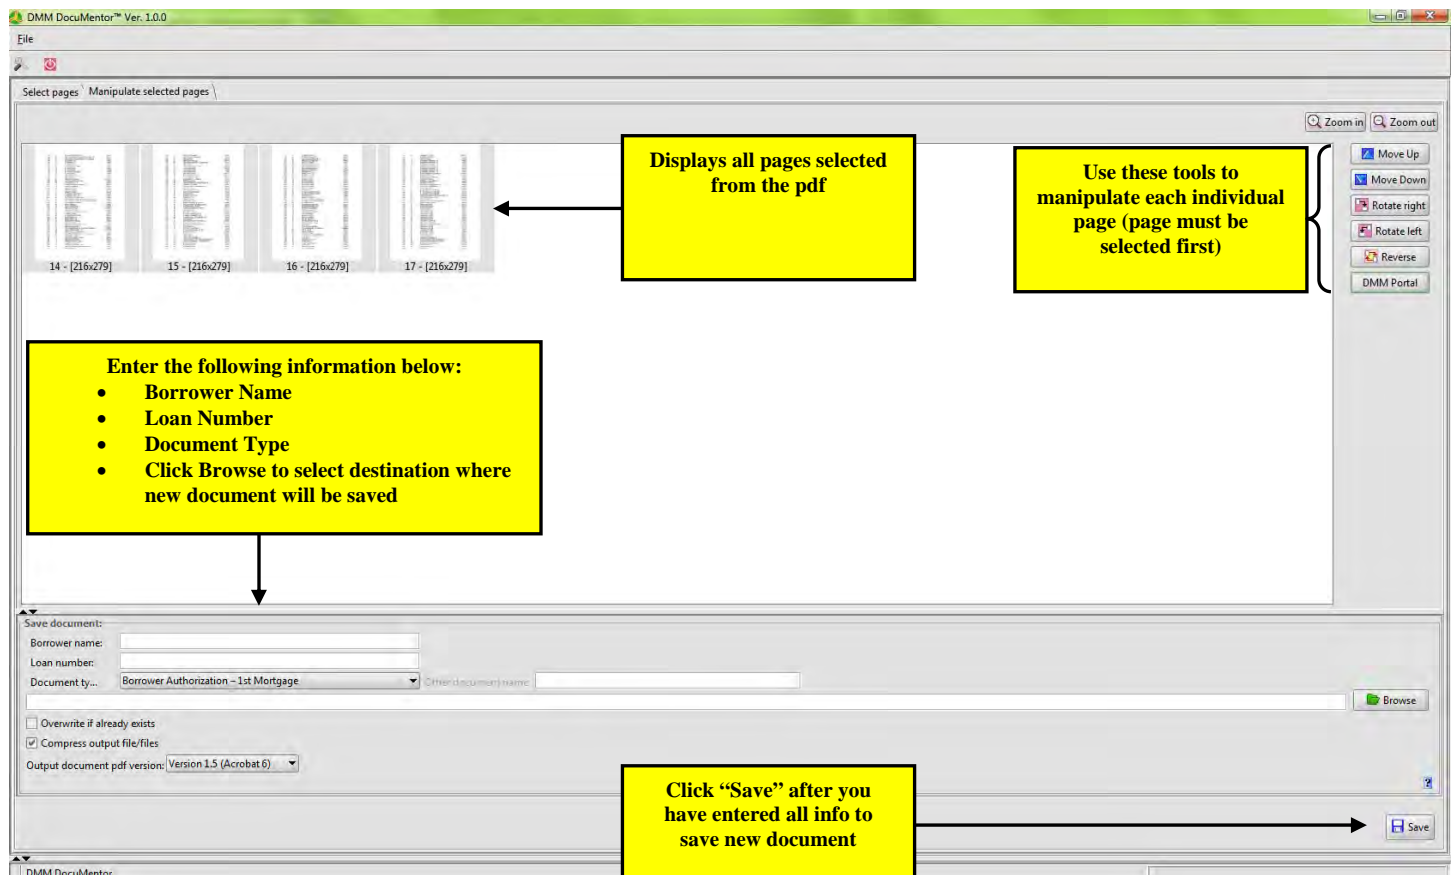 DMM DocuMentor™ Ver. 1.0.0
File
Select pages Manipulate selected pages
Zoom in Zoom out
Displays all pages selected
from the pdf
Use these tools to
manipulate each individual
page (page must be
selected first)
Move Up
Move Down
Rotate right
Rotate left
Reverse
DMM Portal
14 - [216x279] 15 - [216x279] 16 - [216x279] 17 - [216x279]
Enter the following information below:
• Borrower Name
• Loan Number
• Document Type
• Click Browse to select destination where
new document will be saved
Save document:
Borrower name:
Loan number:
Document ty... Borrower Authorization – 1st Mortgage Other document name:
Browse
Overwrite if already exists
Compress output file/files
Output document pdf version: Version 1.5 (Acrobat 6)
?
Click “Save” after you
have entered all info to
save new document
Save
DMM DocuMentor